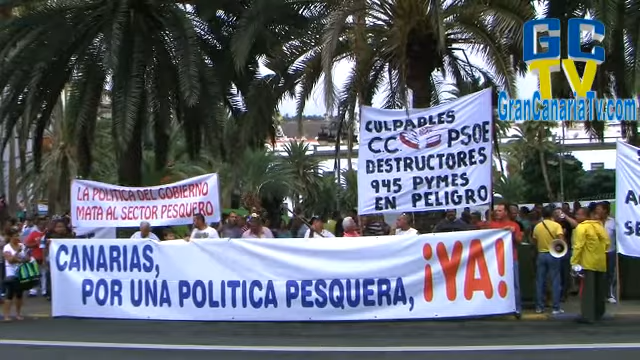 GC
TV
GranCanariaTv.com
CULPABLES
C.C PSOE
DESTRUCTORES
945 PYMES
EN PELIGRO
LA POLITICA DEL GOBIERNO
MATA AL SECTOR PESQUERO
CANARIAS,
POR UNA POLITICA PESQUERA, ¡YA!